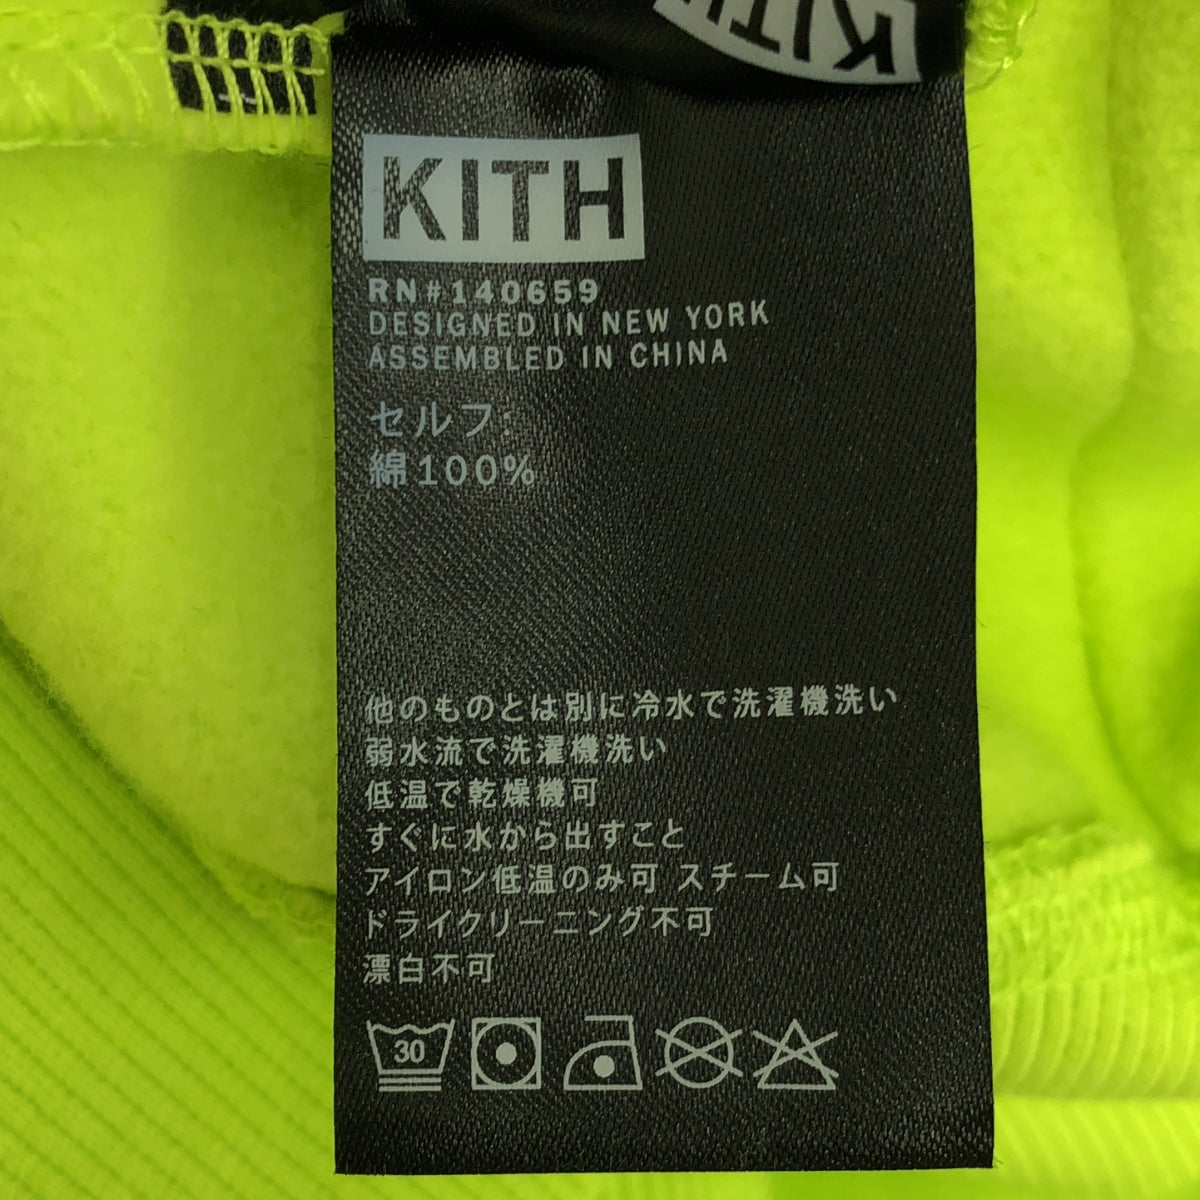 KITH
KITH
RN#140659
DESIGNED IN NEW YORK
ASSEMBLED IN CHINA
セルフ:
綿100%
他のものとは別に冷水で洗濯機洗い
弱水流で洗濯機洗い
低温で乾燥機可
すぐに水から出すこと
アイロン低温のみ可 スチーム可
ドライクリーニング不可
漂白不可
30